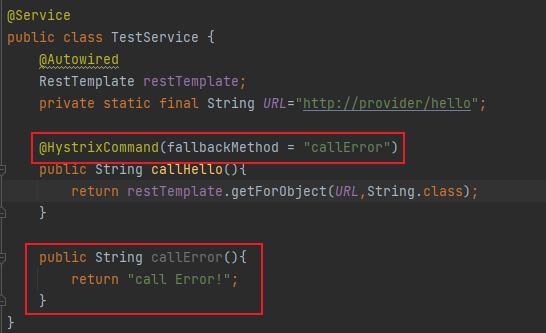 @Service
public class TestService {
@Autowired
RestTemplate restTemplate;
private static final String URL="http://provider/hello";
@HystrixCommand(fallbackMethod = "callError")
public String callHello(){
return restTemplate.getForObject(URL,String.class);
}
public String callError(){
return "call Error!";
}
}